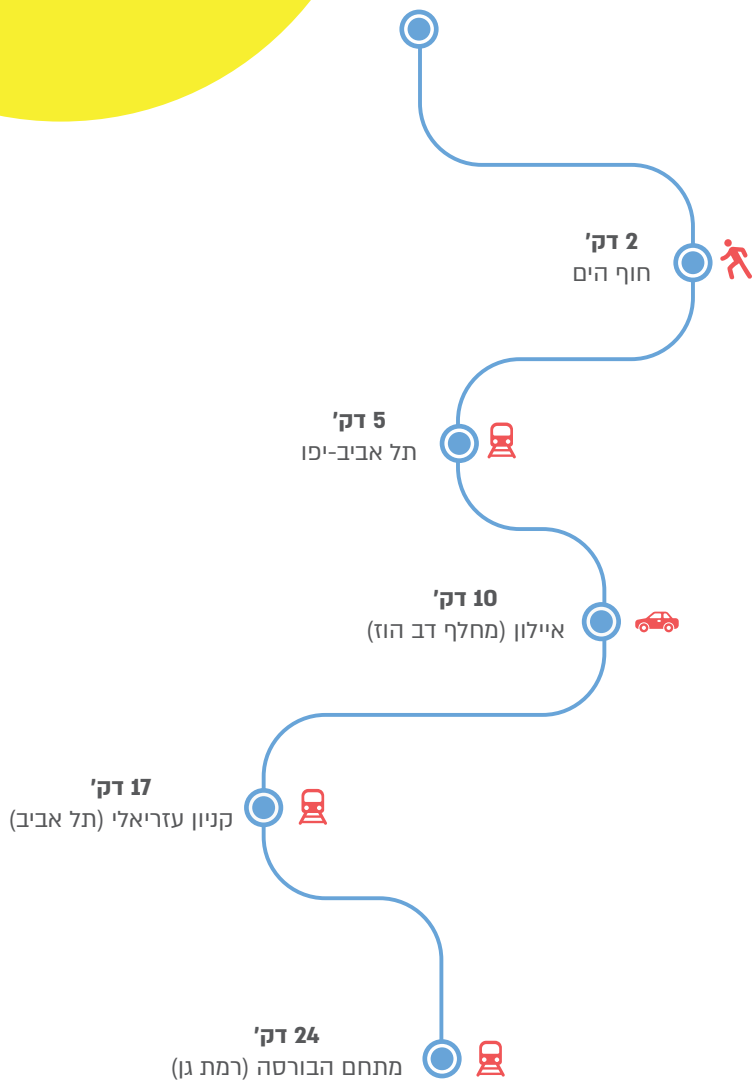 2 דק'
חוף הים
5 דק'
תל אביב-יפו
10 דק'
איילון (מחלף דב הוז)
17 דק'
קניון עזריאלי (תל אביב)
24 דק'
מתחם הבורסה (רמת גן)